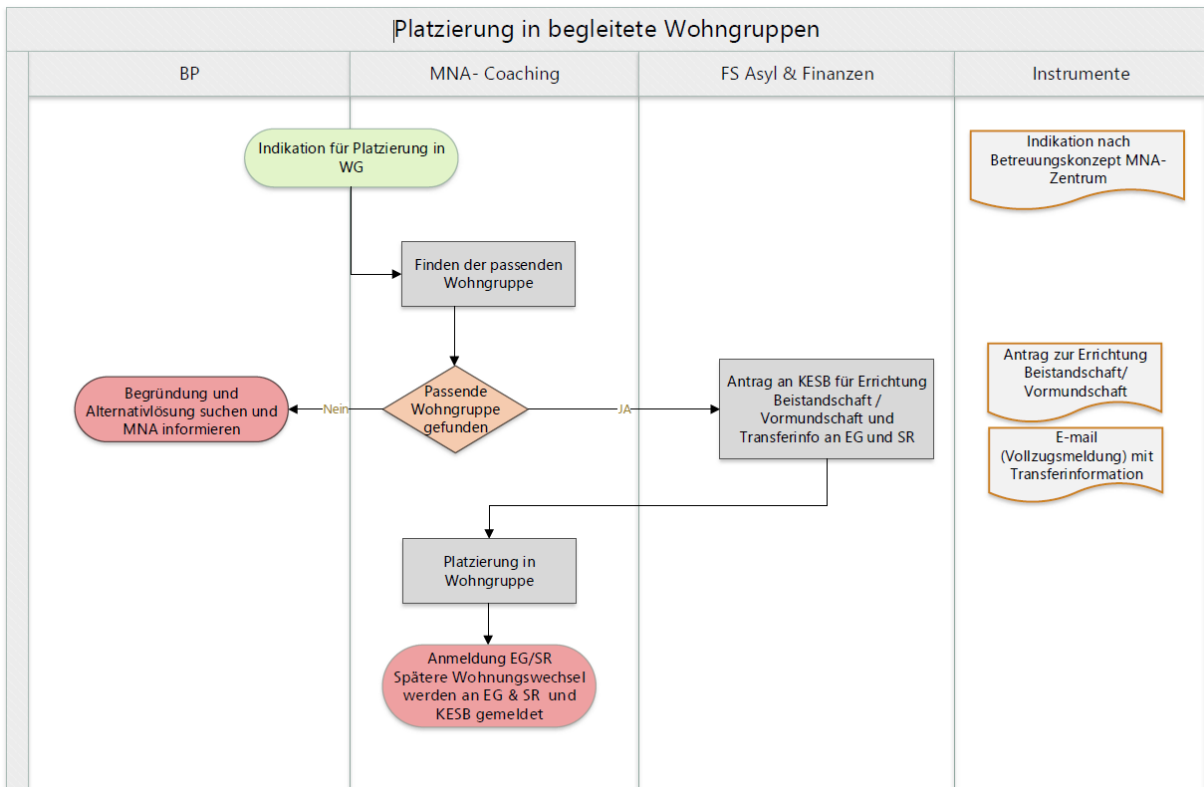 Platzierung in begleitete Wohngruppen
BP
MNA- Coaching
FS Asyl & Finanzen
Instrumente
Indikation für Platzierung in
WG
Indikation nach
Betreuungskonzept MNA-
Zentrum
Finden der passenden
Wohngruppe
Begründung und
Alternativlösung suchen und
MNA informieren
Nein
Passende
Wohngruppe
gefunden
JA
Antrag an KESB für Errichtung
Beistandschaft /
Vormundschaft und
Transferinfo an EG und SR
Antrag zur Errichtung
Beistandschaft/
Vormundschaft
E-mail
(Vollzugsmeldung) mit
Transferinformation
Platzierung in
Wohngruppe
Anmeldung EG/SR
Spätere Wohnungswechsel
werden an EG & SR und
KESB gemeldet